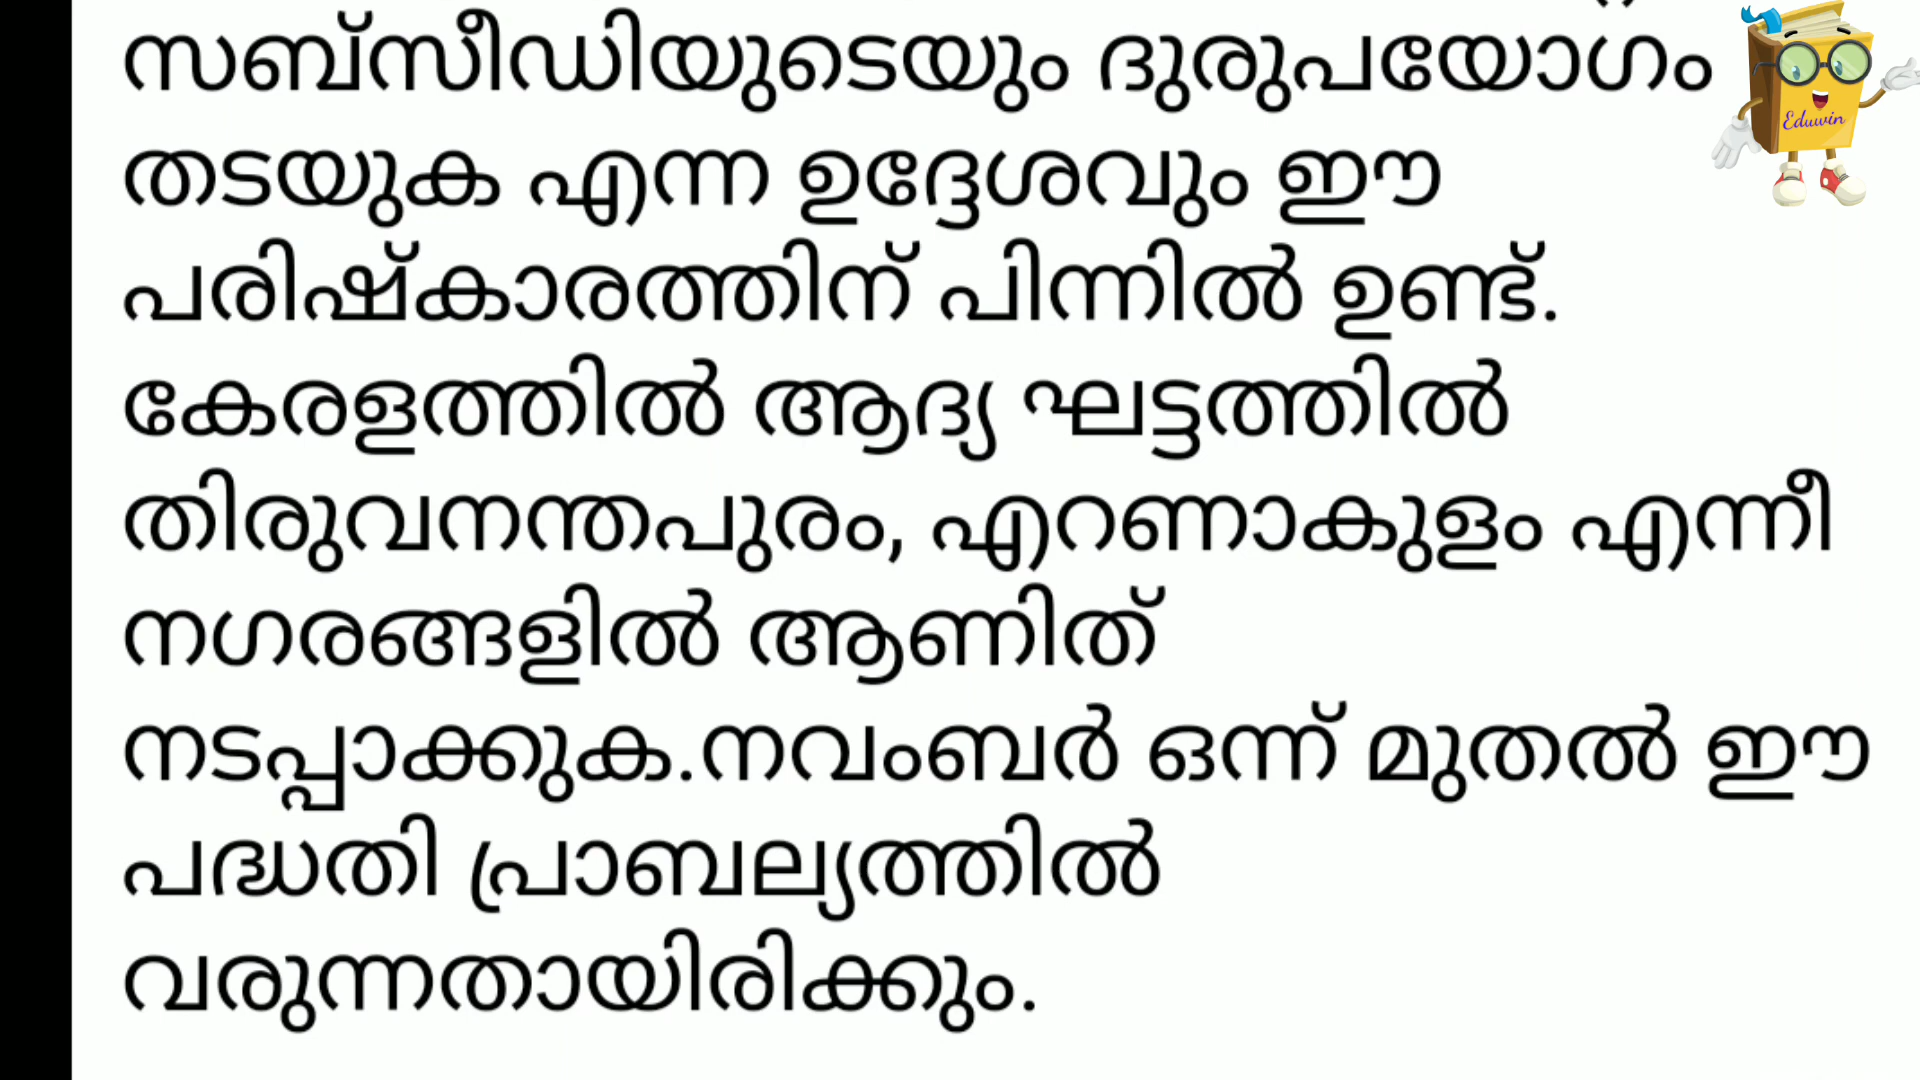 സബ്സീഡിയുടെയും ദുരുപയോഗം
Eduwin
തടയുക എന്ന ഉദ്ദേശവും ഈ
പരിഷ്കാരത്തിന് പിന്നിൽ ഉണ്ട്.
കേരളത്തിൽ ആദ്യ ഘട്ടത്തിൽ
തിരുവനന്തപുരം, എറണാകുളം എന്നീ
നഗരങ്ങളിൽ ആണിത്
നടപ്പാക്കുക.നവംബർ ഒന്ന് മുതൽ ഈ
പദ്ധതി പ്രാബല്യത്തിൽ
വരുന്നതായിരിക്കും.